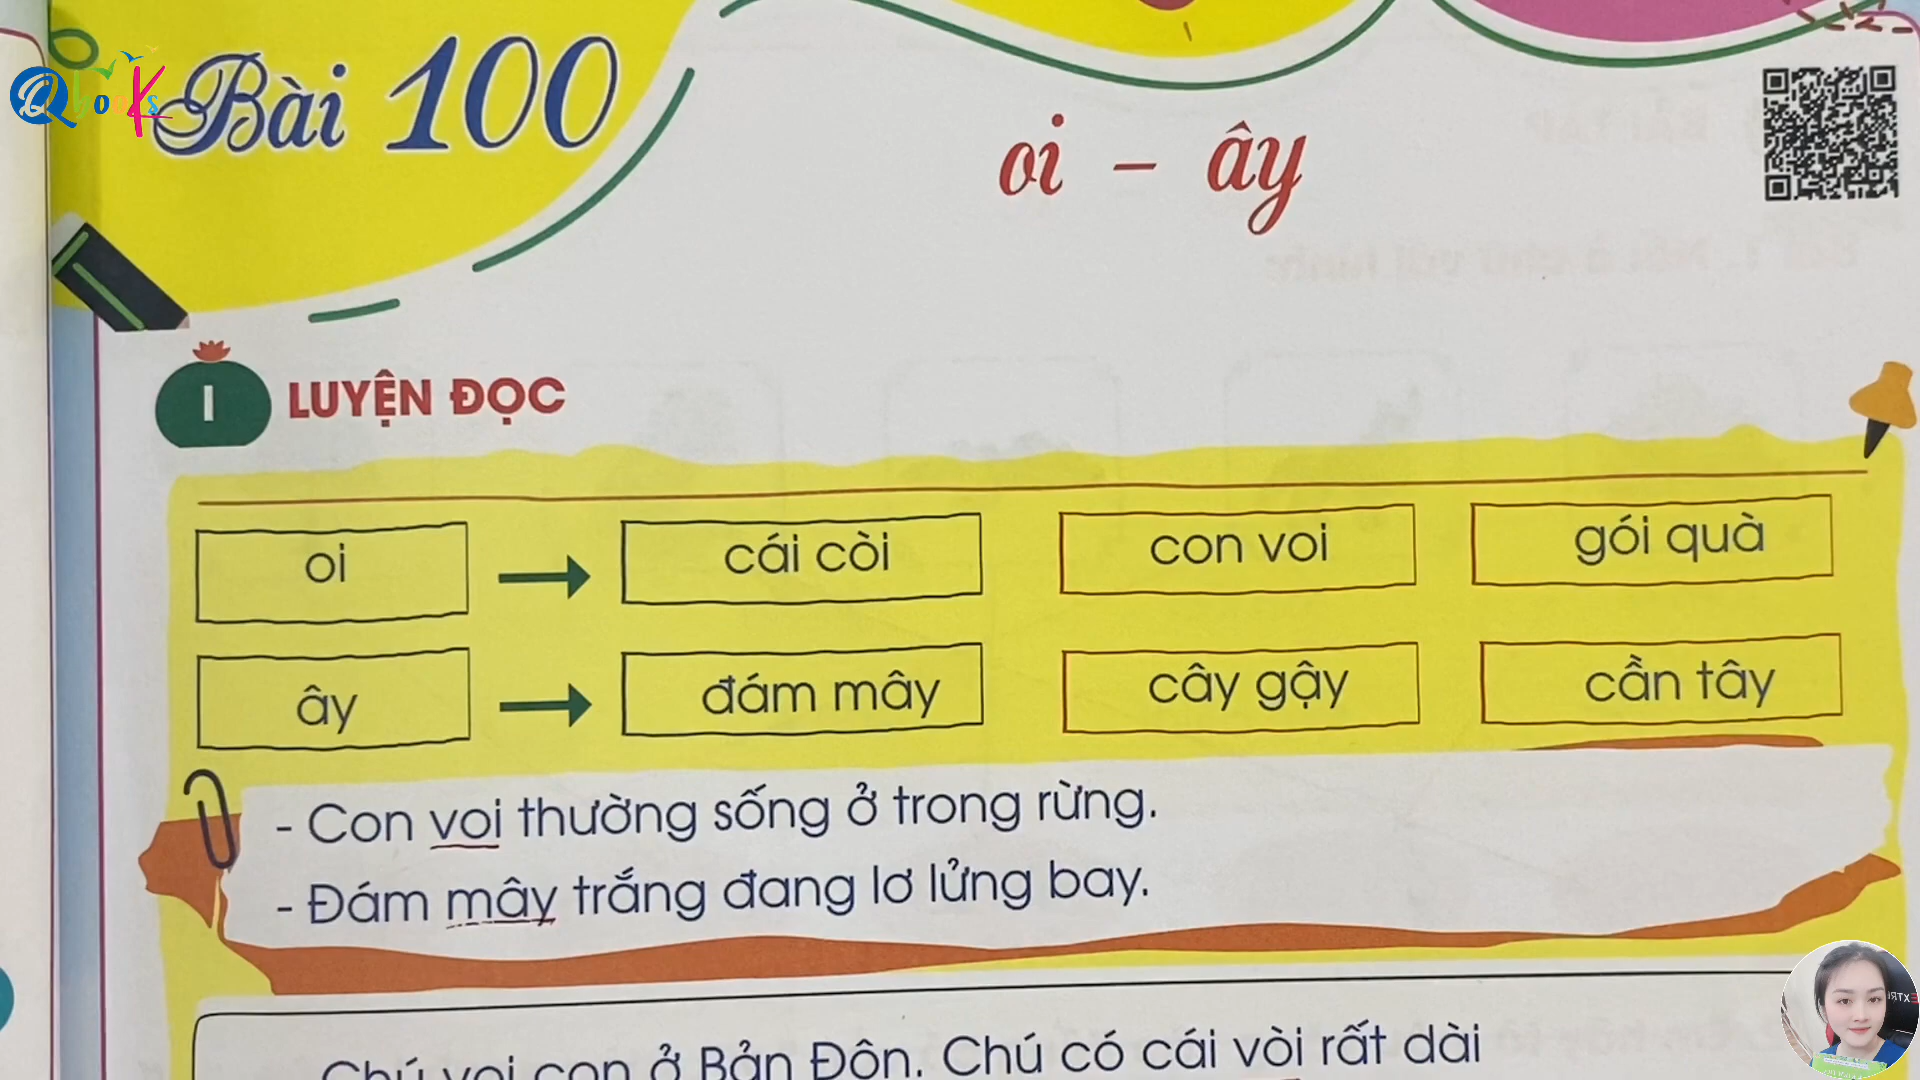 Qbooks
Bài 100
oi - ây
I LUYỆN ĐỌC
oi cái còi con voi gói quà
ây đám mây cây gậy cần tây
- Con voi thường sống ở trong rừng.
- Đám mây trắng đang lơ lửng bay.
Chú voi con ở Bản Đôn. Chú có cái vòi rất dài